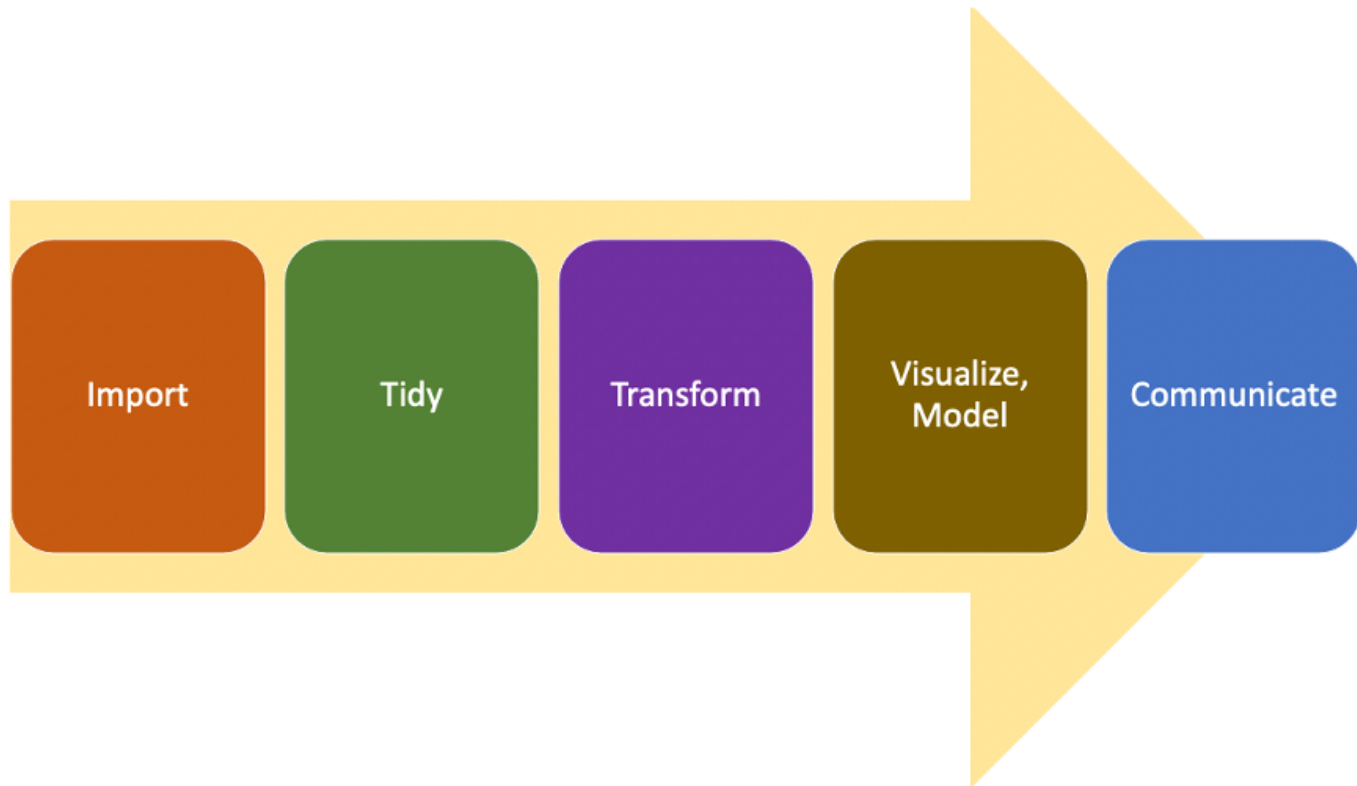 Import
Tidy
Transform
Visualize,
Model
Communicate